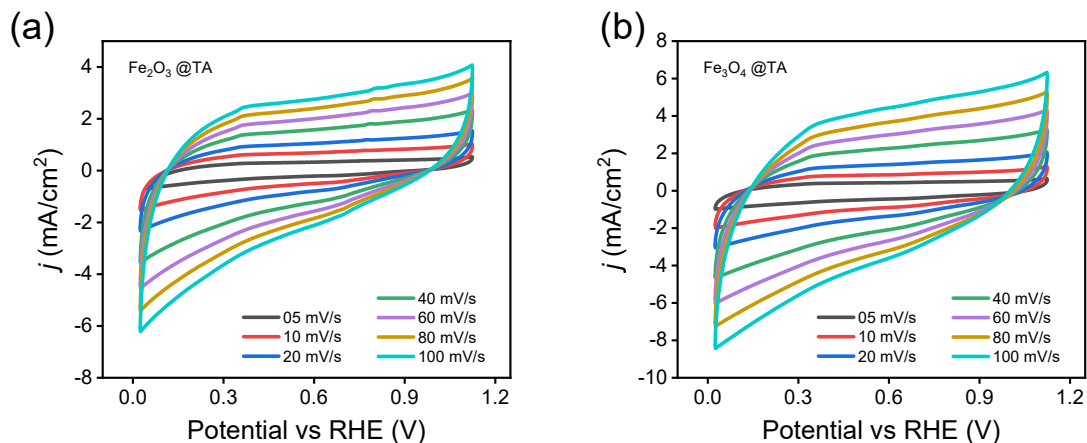 (a)
Fe₂O₃ @TA
4
2
0
-2
-4
-6
-8
j (mA/cm²)
05 mV/s
10 mV/s
20 mV/s
40 mV/s
60 mV/s
80 mV/s
100 mV/s
0.0 0.3 0.6 0.9 1.2
Potential vs RHE (V)
(b)
Fe₃O₄ @TA
8
6
4
2
0
-2
-4
-6
-8
-10
j (mA/cm²)
05 mV/s
10 mV/s
20 mV/s
40 mV/s
60 mV/s
80 mV/s
100 mV/s
0.0 0.3 0.6 0.9 1.2
Potential vs RHE (V)